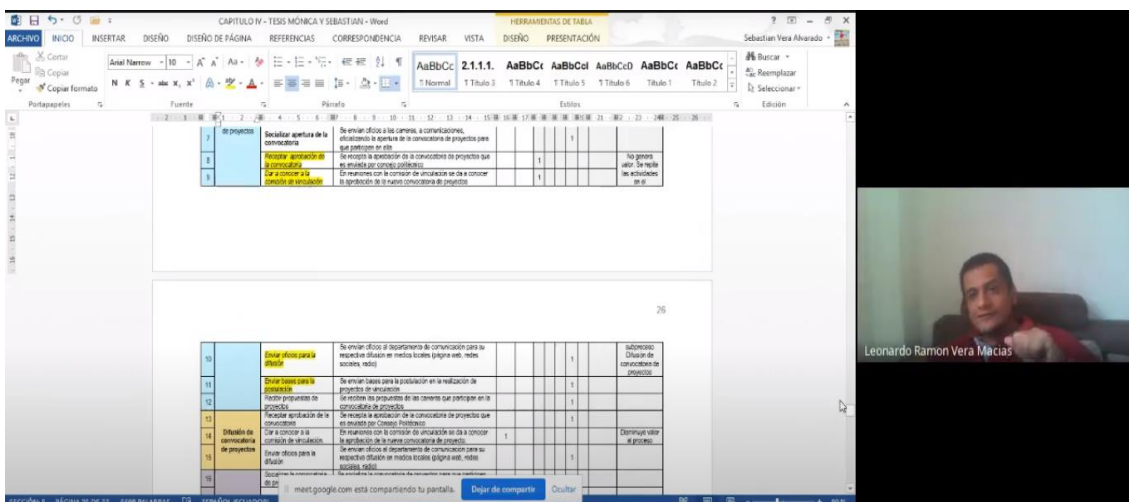 CAPITULO IV - TESIS MÓNICA Y SEBASTIAN - Word
HERRAMIENTAS DE TABLA
ARCHIVO INICIO INSERTAR DISEÑO DISEÑO DE PÁGINA REFERENCIAS CORRESPONDENCIA REVISAR VISTA DISEÑO PRESENTACIÓN
Sebastian Vera Alvarado
Cortar
Copiar
Copiar formato
Pegar
Portapapeles
Arial Narrow 10
N K S abc
Fuente
Párrafo
AaBbCc 2.1.1.1. AaBbCc AaBbCcI AaBbCcD AaBbCc AaBbCc
¶ Normal ¶ Título 3 ¶ Título 4 ¶ Título 5 ¶ Título 6 Título 1 Título 2
Estilos
Buscar
Reemplazar
Seleccionar
Edición
7 de proyectos Socializar apertura de la convocatoria
Se envían oficios a las carreras, a comunicaciones,
oficializando la apertura de la convocatoria de proyectos para
que participen en ella
1
8 Receptar aprobación de
la convocatoria
Se recepta la aprobación de la convocatoria de proyectos que
es enviada por concejo politécnico
1
9 Dar a conocer a la
comisión de vinculación
En reuniones con la comisión de vinculación se da a conocer
la aprobación de la nueva convocatoria de proyectos
1
No genera
valor. Se repite
las actividades
en el
26
10 Enviar oficios para la
difusión
Se envían oficios al departamento de comunicación para su
respectiva difusión en medios locales (página web, redes
sociales, radio)
1
subproceso
Difusión de
convocatoria de
proyectos
11 Enviar bases para la
postulación
Se envían bases para la postulación en la realización de
proyectos de vinculación
1
12 Recibir propuestas de
proyectos
Se reciben las propuestas de las carreras que participen en la
convocatoria de proyectos
1
Difusión de
convocatoria
de proyectos
13 Receptar aprobación de la
convocatoria
Se recepta la aprobación de la convocatoria de proyectos que
es enviada por Consejo Politécnico
1
14 Dar a conocer a la
comisión de vinculación.
En reuniones con la comisión de vinculación se da a conocer
la aprobación de la nueva convocatoria de proyecto.
1
Disminuye valor
al proceso
15 Enviar oficios para la
difusión
Se envían oficios al departamento de comunicación para su
respectiva difusión en medios locales (página web, redes
sociales, radio)
1
16
meet.google.com está compartiendo tu pantalla. Dejar de compartir Ocultar
Leonardo Ramon Vera Macias